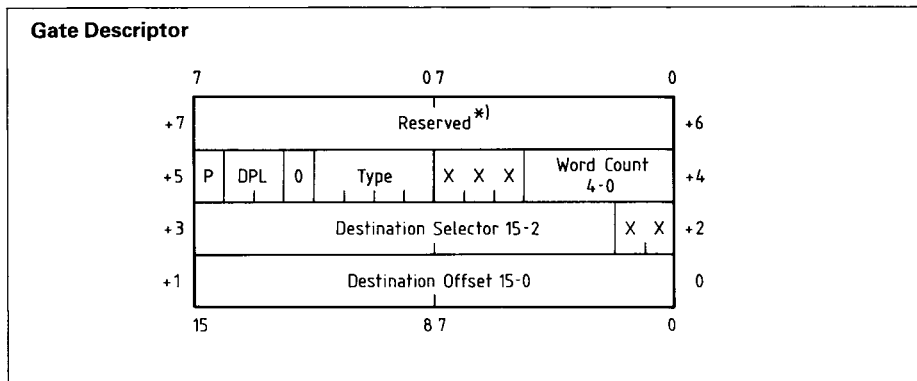 Gate Descriptor
7 0 7 0
+7 Reserved*) +6
+5 P DPL 0 Type X X X Word Count 4-0 +4
+3 Destination Selector 15-2 X X +2
+1 Destination Offset 15-0 0
15 8 7 0